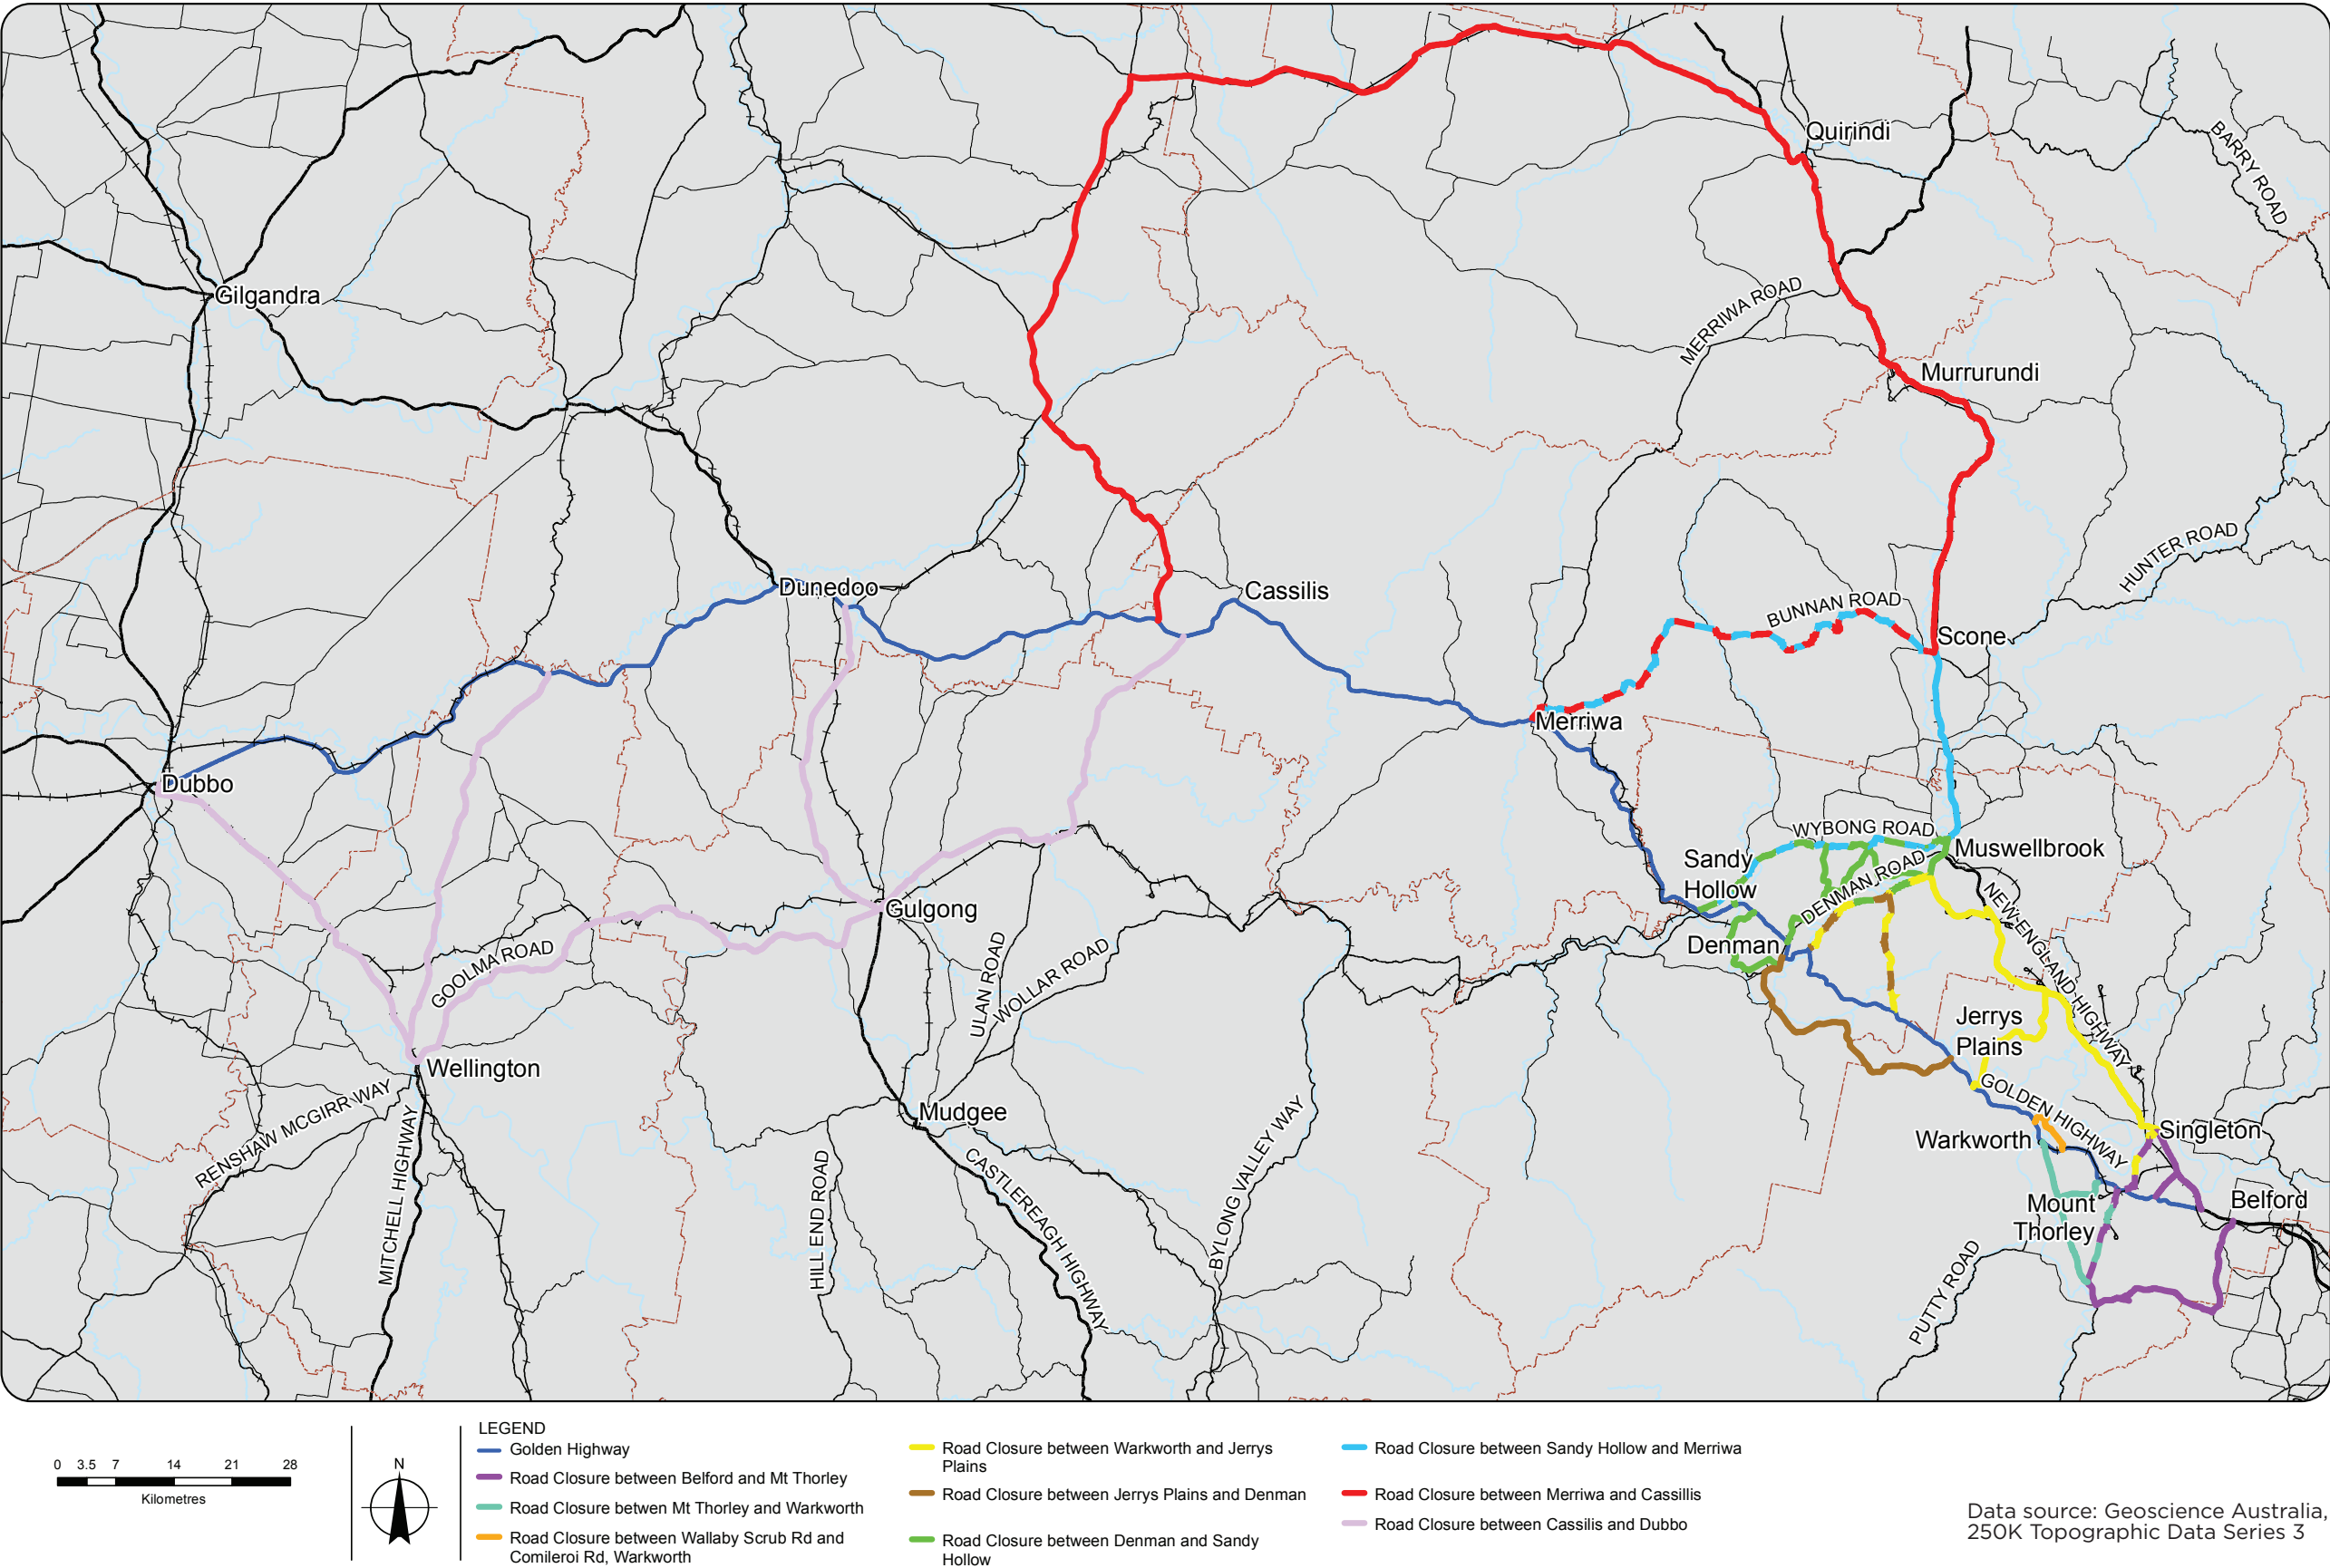 Quirindi
BARRY ROAD
Gilgandra
MERRIWA ROAD
Murrurundi
HUNTER ROAD
Dunedoo
Cassilis
BUNNAN ROAD
Scone
Merriwa
Dubbo
WYBONG ROAD
Muswellbrook
Sandy
Hollow
DENMAN ROAD
NEW ENGLAND HIGHWAY
Gulgong
Denman
GOOLMA ROAD
ULAN ROAD
WOLLAR ROAD
Jerrys
Plains
Wellington
GOLDEN HIGHWAY
RENSHAW MCGIRR WAY
MITCHELL HIGHWAY
Mudgee
Warkworth
Singleton
HILL END ROAD
CASTLEREAGH HIGHWAY
BYLONG VALLEY WAY
Mount
Thorley
Belford
PUTTY ROAD
0 3.5 7 14 21 28
Kilometres
N
LEGEND
Golden Highway
Road Closure between Belford and Mt Thorley
Road Closure betwen Mt Thorley and Warkworth
Road Closure between Wallaby Scrub Rd and
Comileroi Rd, Warkworth
Road Closure between Warkworth and Jerrys
Plains
Road Closure between Jerrys Plains and Denman
Road Closure between Denman and Sandy
Hollow
Road Closure between Sandy Hollow and Merriwa
Road Closure between Merriwa and Cassillis
Road Closure between Cassilis and Dubbo
Data source: Geoscience Australia,
250K Topographic Data Series 3